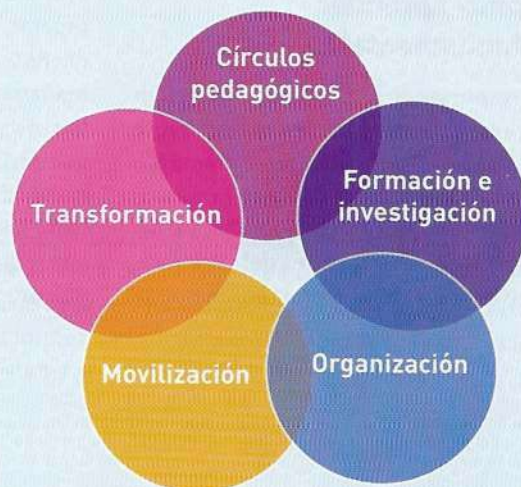 Círculos
pedagógicos
Formación e
investigación
Organización
Movilización
Transformación